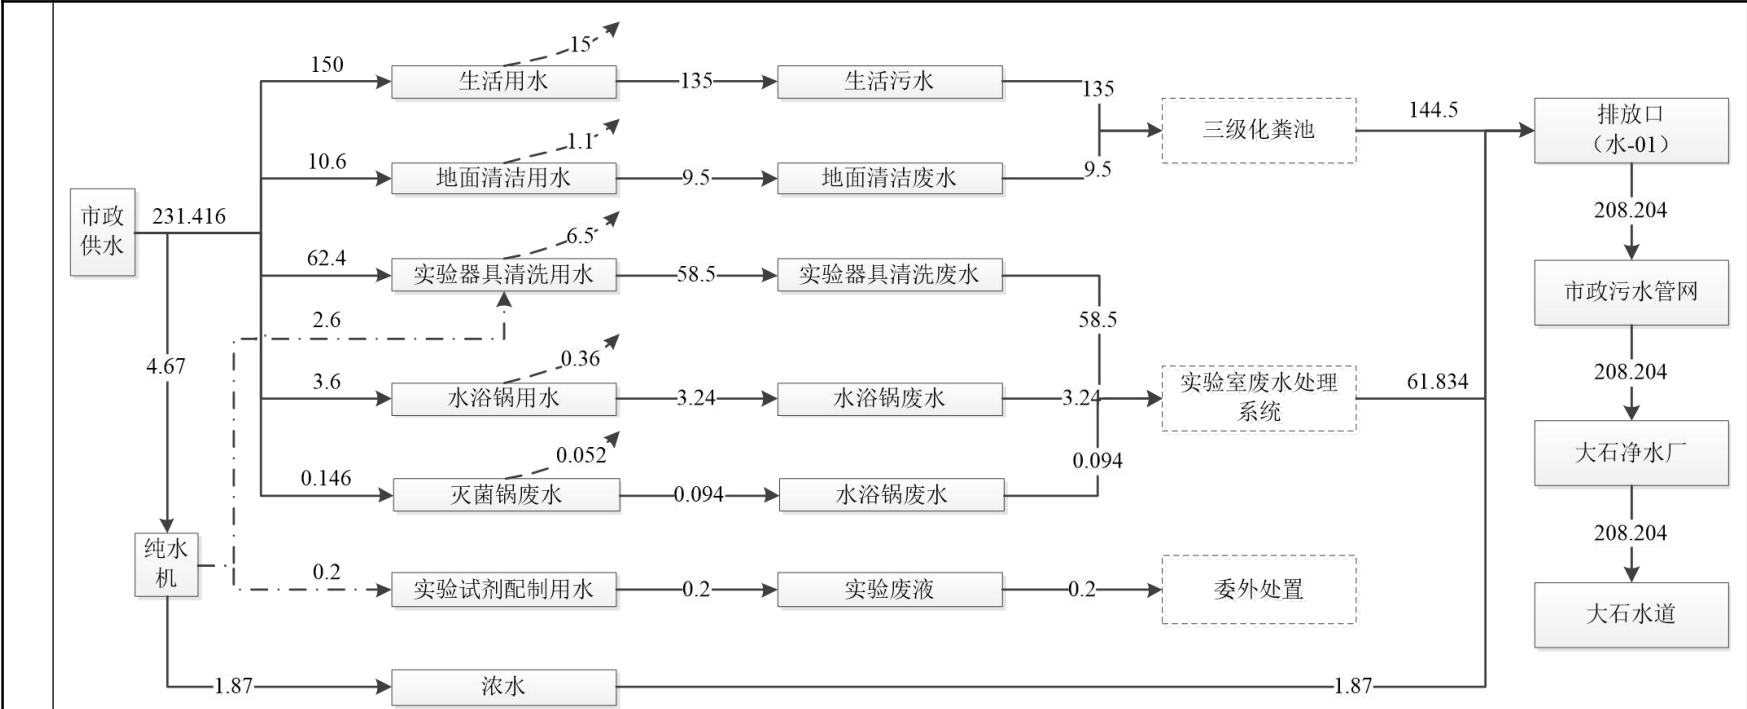 15
150
生活用水
135
生活污水
135
1.1
10.6
地面清洁用水
9.5
地面清洁废水
9.5
三级化粪池
144.5
排放口
（水-01）
208.204
市政
供水
231.416
6.5
62.4
实验器具清洗用水
58.5
实验器具清洗废水
58.5
市政污水管网
2.6
4.67
0.36
3.6
水浴锅用水
3.24
水浴锅废水
3.24
实验室废水处理
系统
61.834
208.204
大石净水厂
0.052
0.146
灭菌锅废水
0.094
水浴锅废水
0.094
208.204
纯水
机
0.2
实验试剂配制用水
0.2
实验废液
0.2
委外处置
大石水道
1.87
浓水
1.87